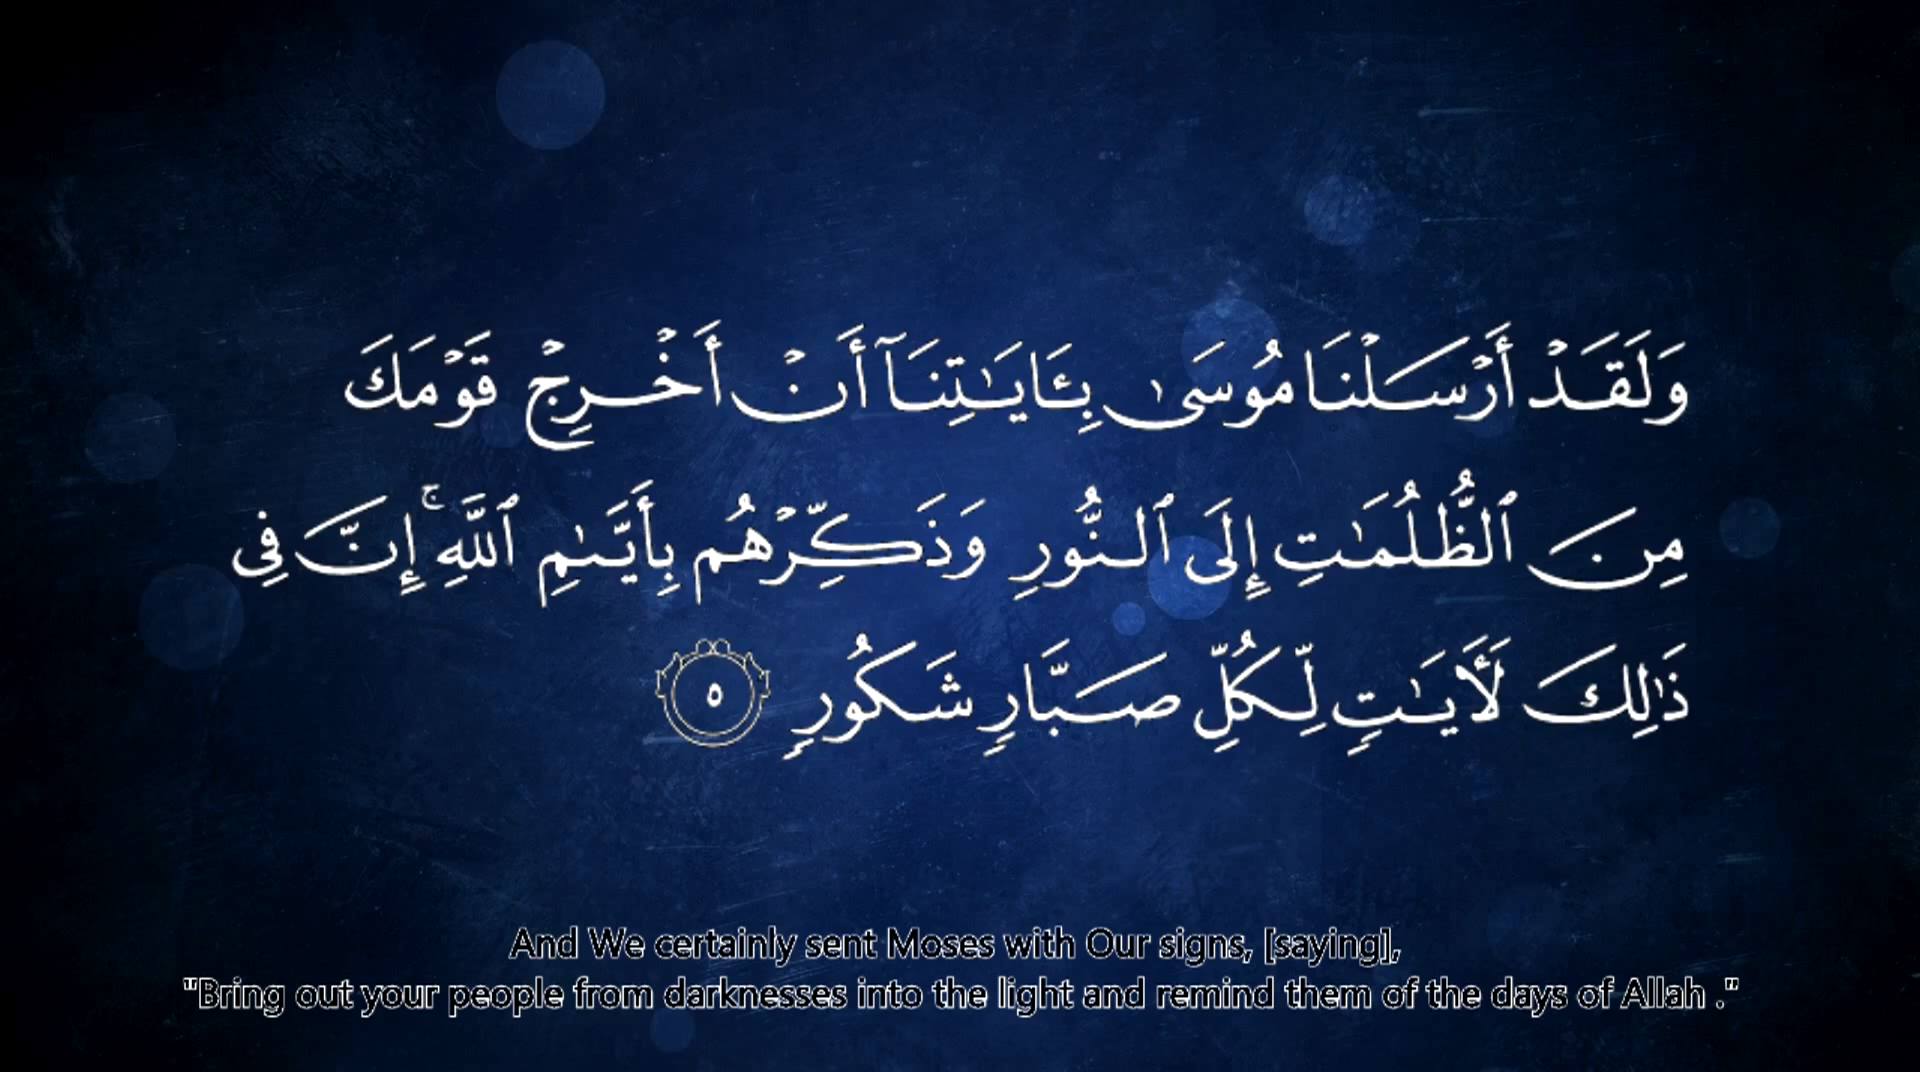 وَلَقَدْ أَرْسَلْنَا مُوسَىٰ بِـَٔايَـٰتِنَآ أَنْ أَخْرِجْ قَوْمَكَ
مِنَ ٱلظُّلُمَـٰتِ إِلَى ٱلنُّورِ وَذَكِّرْهُم بِأَيَّىٰمِ ٱللَّهِ ۚ إِنَّ فِى
ذَٰلِكَ لَـَٔايَـٰتٍ لِّكُلِّ صَبَّارٍ شَكُورٍ ٥
And We certainly sent Moses with Our signs, [saying],
"Bring out your people from darknesses into the light and remind them of the days of Allah ."